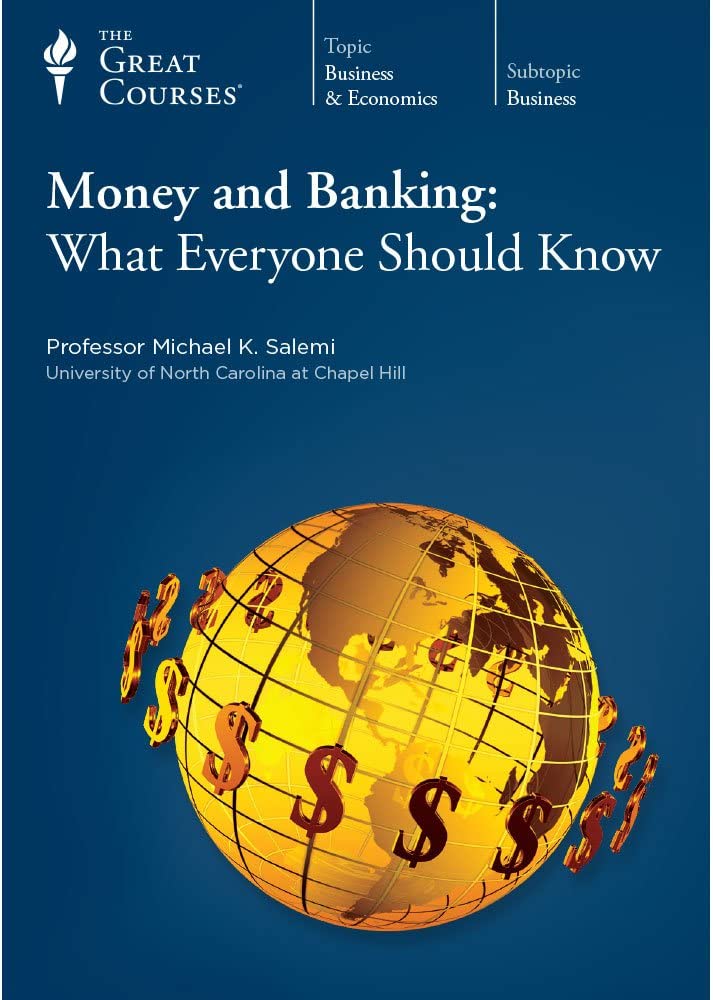 THE
GREAT
COURSES®
Topic
Business
& Economics
Subtopic
Business
Money and Banking:
What Everyone Should Know
Professor Michael K. Salemi
University of North Carolina at Chapel Hill
$ $ $ $ $ $ $ $ $ $ $ $ $ $ $ $ $ $